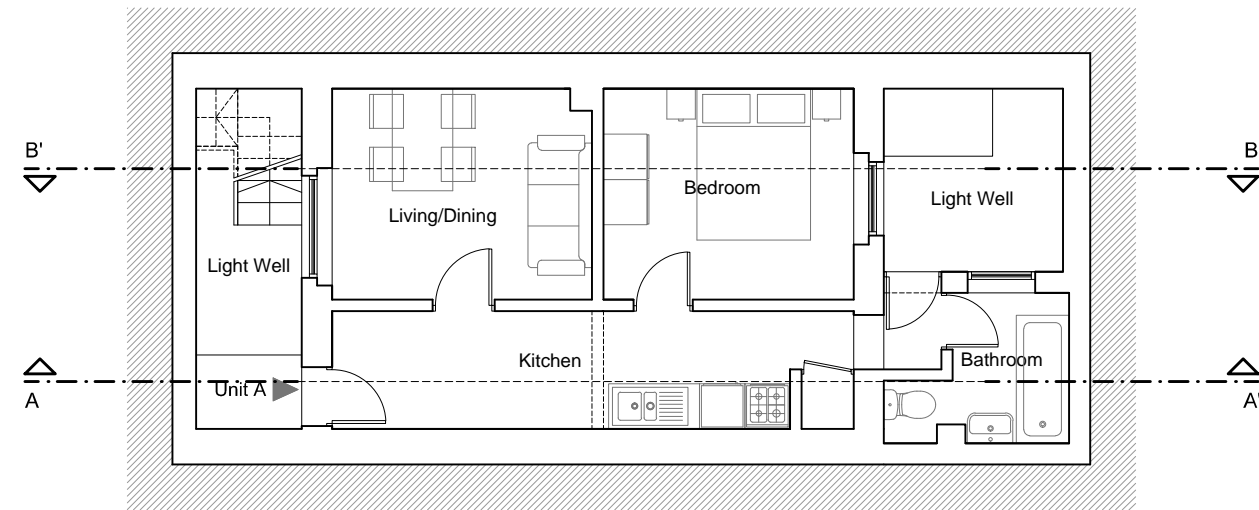 B'
B
Bedroom
Living/Dining
Light Well
Light Well
Kitchen
Bathroom
Unit A
A
A'